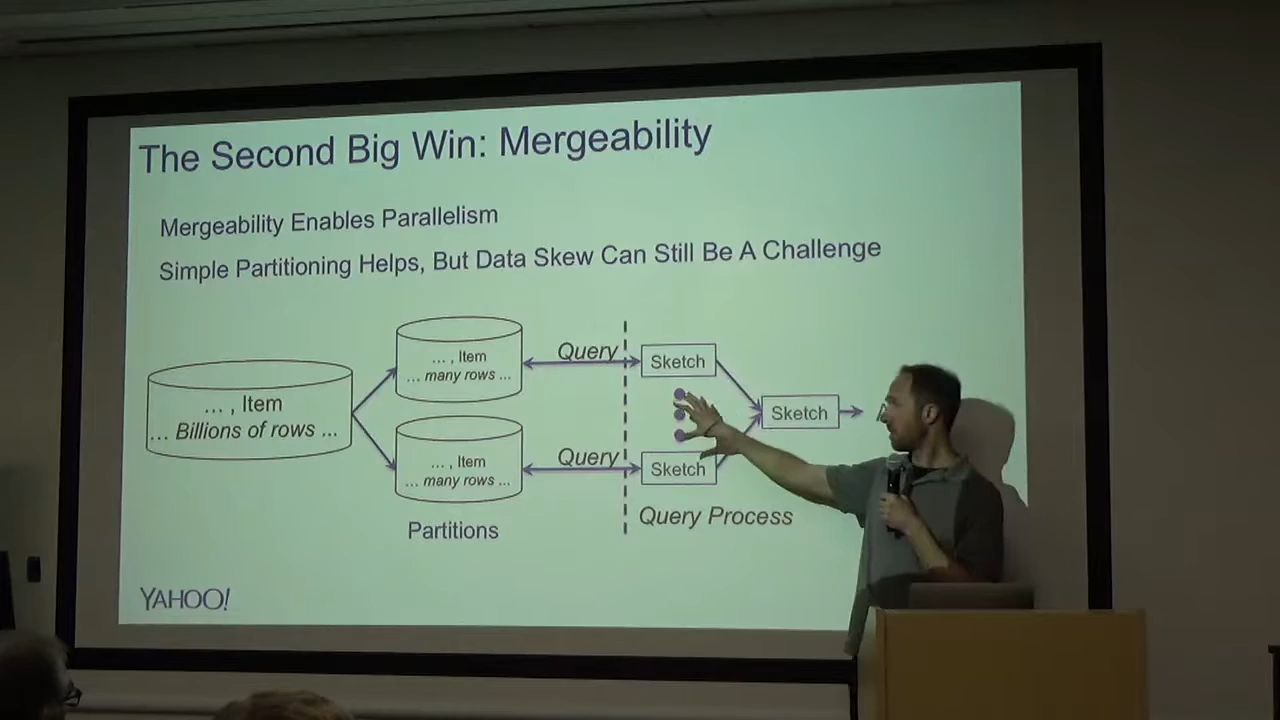 The Second Big Win: Mergeability
Mergeability Enables Parallelism
Simple Partitioning Helps, But Data Skew Can Still Be A Challenge
... , Item
... Billions of rows ...
... , Item
... many rows ...
... , Item
... many rows ...
Partitions
Query
Query
Sketch
Sketch
Sketch
Query Process
YAHOO!